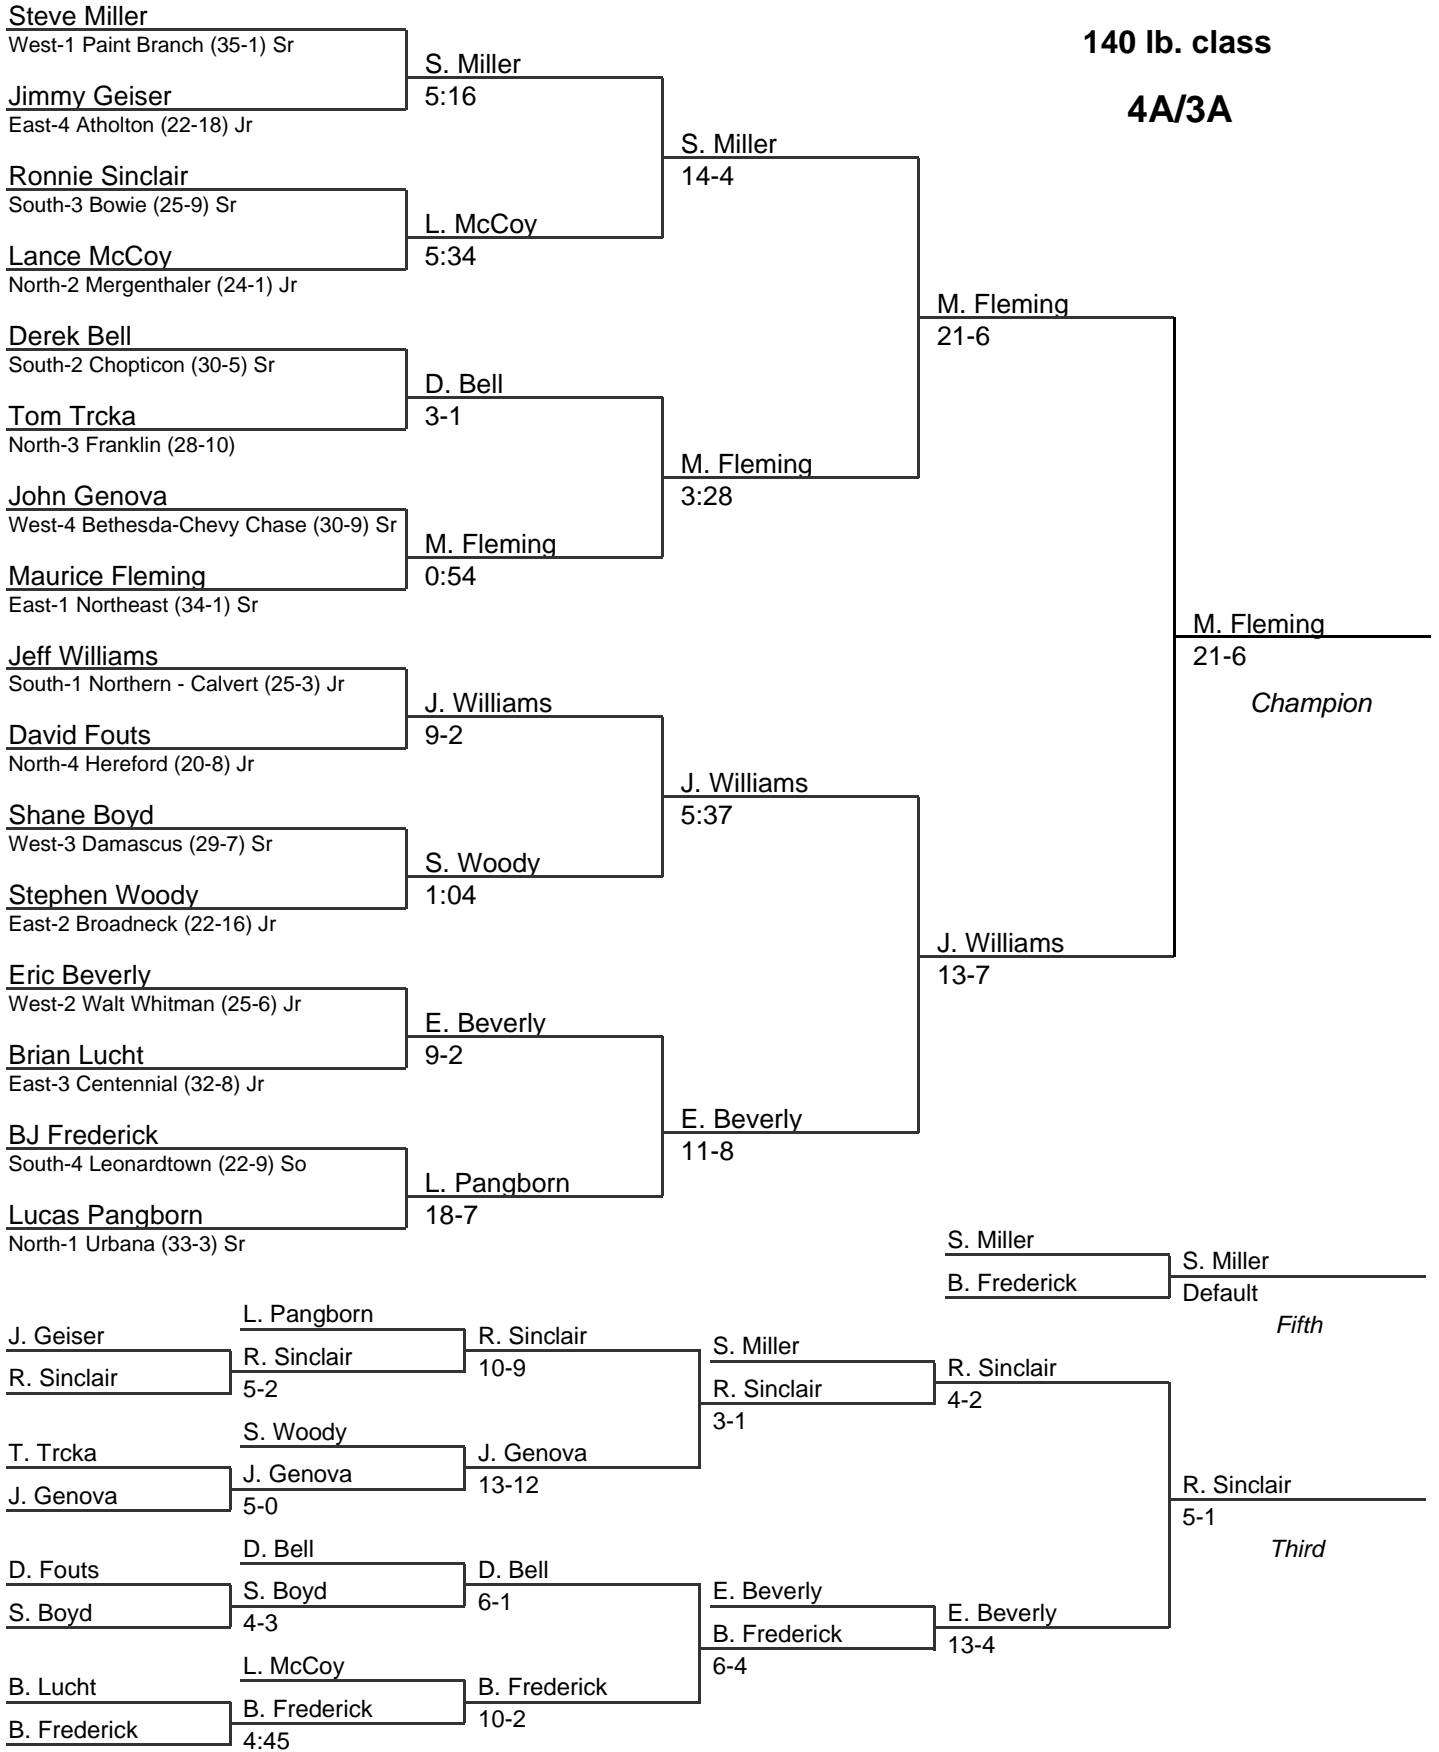 140 lb. class
4A/3A
Steve Miller
West-1 Paint Branch (35-1) Sr
Jimmy Geiser
East-4 Atholton (22-18) Jr
Ronnie Sinclair
South-3 Bowie (25-9) Sr
Lance McCoy
North-2 Mergenthaler (24-1) Jr
Derek Bell
South-2 Chopticon (30-5) Sr
Tom Trcka
North-3 Franklin (28-10)
John Genova
West-4 Bethesda-Chevy Chase (30-9) Sr
Maurice Fleming
East-1 Northeast (34-1) Sr
Jeff Williams
South-1 Northern - Calvert (25-3) Jr
David Fouts
North-4 Hereford (20-8) Jr
Shane Boyd
West-3 Damascus (29-7) Sr
Stephen Woody
East-2 Broadneck (22-16) Jr
Eric Beverly
West-2 Walt Whitman (25-6) Jr
Brian Lucht
East-3 Centennial (32-8) Jr
BJ Frederick
South-4 Leonardtown (22-9) So
Lucas Pangborn
North-1 Urbana (33-3) Sr
S. Miller
5:16
L. McCoy
5:34
D. Bell
3-1
M. Fleming
0:54
J. Williams
9-2
S. Woody
1:04
E. Beverly
9-2
L. Pangborn
18-7
S. Miller
14-4
M. Fleming
3:28
J. Williams
5:37
E. Beverly
11-8
M. Fleming
21-6
J. Williams
13-7
M. Fleming
21-6
Champion
S. Miller
B. Frederick
S. Miller
Default
Fifth
J. Geiser
R. Sinclair
T. Trcka
J. Genova
D. Fouts
S. Boyd
B. Lucht
B. Frederick
L. Pangborn
R. Sinclair
5-2
S. Woody
J. Genova
5-0
D. Bell
S. Boyd
4-3
L. McCoy
B. Frederick
4:45
R. Sinclair
10-9
J. Genova
13-12
D. Bell
6-1
B. Frederick
10-2
S. Miller
R. Sinclair
3-1
E. Beverly
B. Frederick
6-4
R. Sinclair
4-2
E. Beverly
13-4
R. Sinclair
5-1
Third